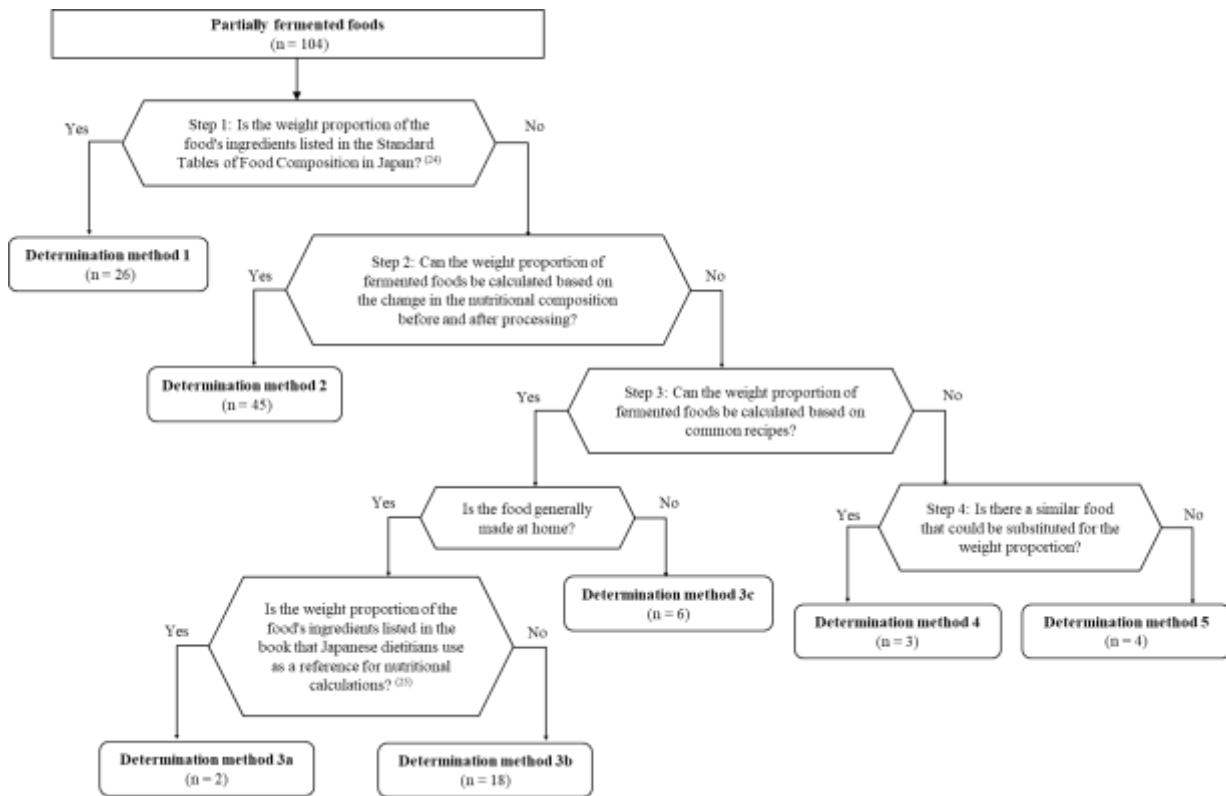 Partially fermented foods
(n = 104)
Yes
Step 1: Is the weight proportion of the
food's ingredients listed in the Standard
Tables of Food Composition in Japan? (24)
No
Determination method 1
(n = 26)
Yes
Step 2: Can the weight proportion of
fermented foods be calculated based on
the change in the nutritional composition
before and after processing?
No
Determination method 2
(n = 45)
Yes
Step 3: Can the weight proportion of
fermented foods be calculated based on
common recipes?
No
Yes
Is the food generally
made at home?
No
Yes
Step 4: Is there a similar food
that could be substituted for the
weight proportion?
No
Yes
Is the weight proportion of the
food's ingredients listed in the
book that Japanese dietitians use
as a reference for nutritional
calculations? (25)
No
Determination method 3c
(n = 6)
Determination method 4
(n = 3)
Determination method 5
(n = 4)
Determination method 3a
(n = 2)
Determination method 3b
(n = 18)